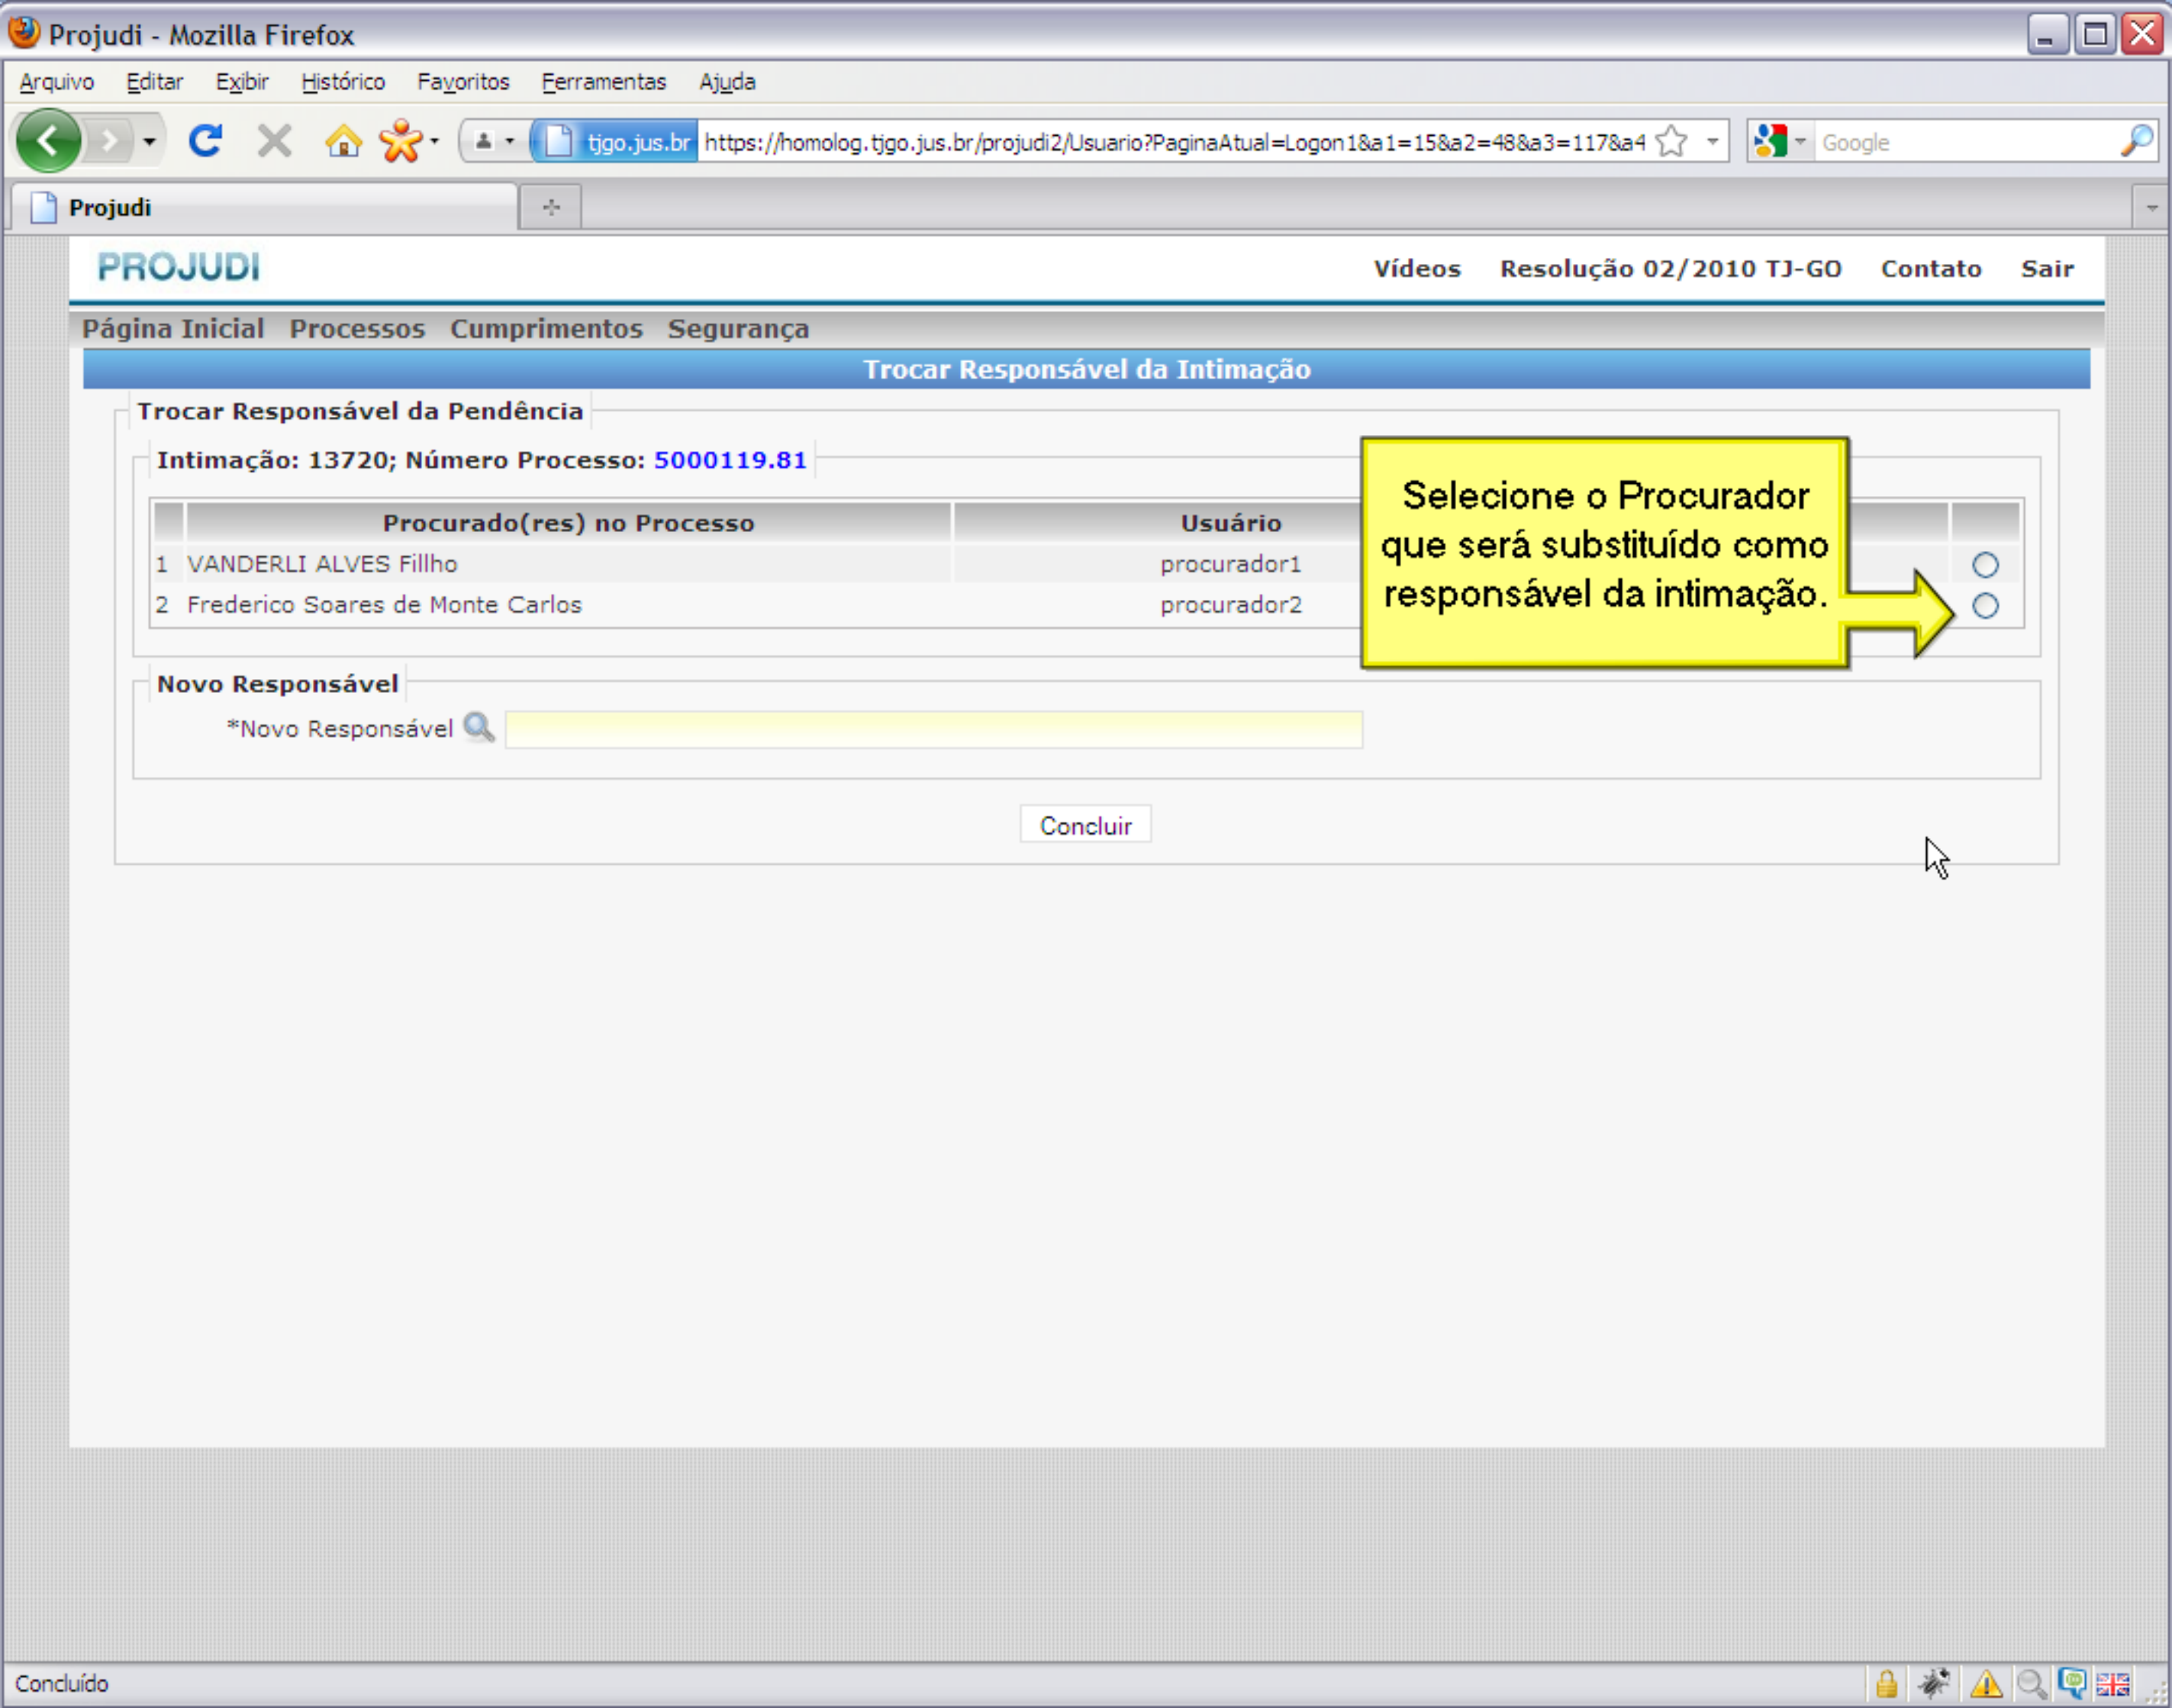 Projudi - Mozilla Firefox
Arquivo Editar Exibir Histórico Favoritos Ferramentas Ajuda
tjgo.jus.br https://homolog.tjgo.jus.br/projudi2/Usuario?PaginaAtual=Logon1&a1=15&a2=48&a3=117&a4 Google
Projudi
PROJUDI Vídeos Resolução 02/2010 TJ-GO Contato Sair
Página Inicial Processos Cumprimentos Segurança
Trocar Responsável da Intimação
Trocar Responsável da Pendência
Intimação: 13720; Número Processo: 5000119.81
Procurado(res) no Processo Usuário
1 VANDERLI ALVES Fillho procurador1
2 Frederico Soares de Monte Carlos procurador2
Selecione o Procurador
que será substituído como
responsável da intimação.
Novo Responsável
*Novo Responsável
Concluir
Concluído